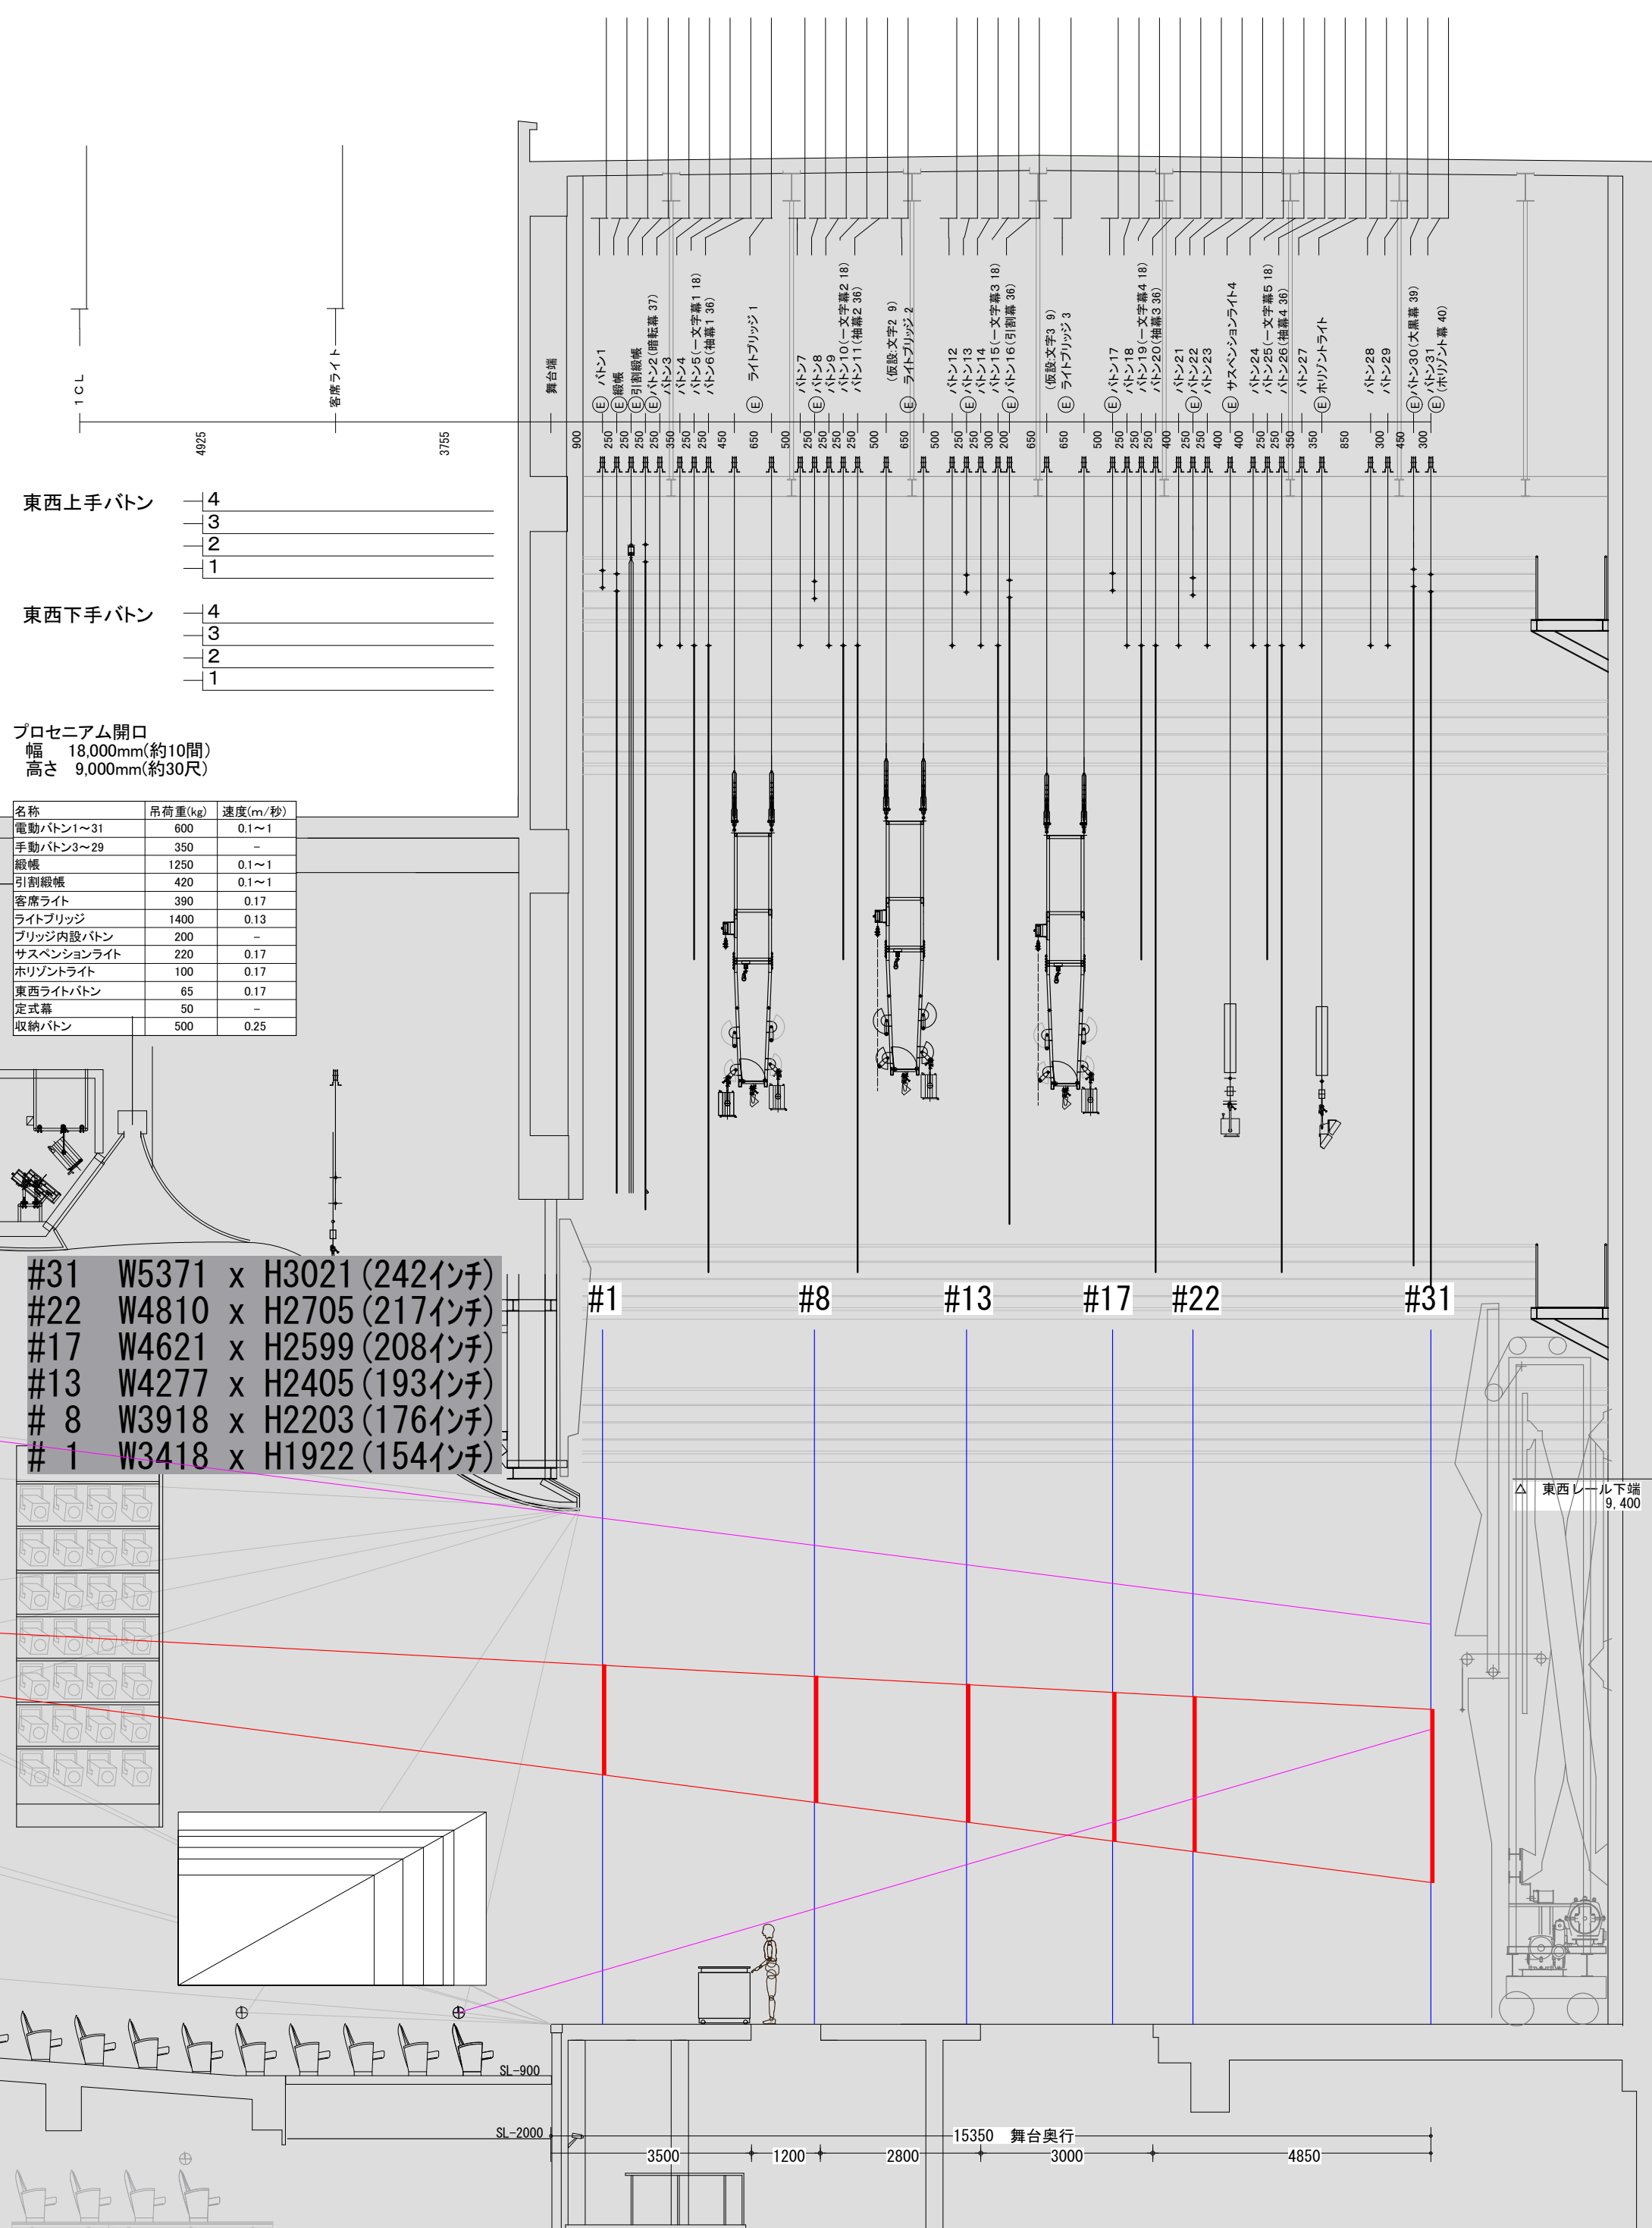 1CL
客席ライト
舞台端
Ⓔ バトン1
Ⓔ 緞帳
Ⓔ 引割緞帳
Ⓔ バトン2(暗転幕 37)
バトン3
バトン4
バトン5(一文字幕1 18)
バトン6(袖幕1 36)
Ⓔ ライトブリッジ 1
バトン7
Ⓔ バトン8
バトン9
バトン10(一文字幕2 18)
バトン11(袖幕2 36)
(仮設:文字2 9)
Ⓔ ライトブリッジ 2
バトン12
Ⓔ バトン13
バトン14
バトン15(一文字幕3 18)
Ⓔ バトン16(引割幕 36)
(仮設:文字3 9)
Ⓔ ライトブリッジ 3
Ⓔ バトン17
バトン18
バトン19(一文字幕4 18)
バトン20(袖幕3 36)
バトン21
Ⓔ バトン22
バトン23
Ⓔ サスペンションライト4
バトン24
バトン25(一文字幕5 18)
バトン26(袖幕4 36)
バトン27
Ⓔ ホリゾントライト
バトン28
バトン29
Ⓔ バトン30(大黒幕 39)
Ⓔ バトン31
(ホリゾント幕 40)
4925 3755 900 250 250 250 250 350 250 250 450 650 500 250 250 250 250 500 650 500 250 250 300 200 650 650 500 250 250 250 400 250 250 400 400 250 250 350 350 850 300 450 300
東西上手バトン
4
3
2
1
東西下手バトン
4
3
2
1
プロセニアム開口
幅 18,000mm(約10間)
高さ 9,000mm(約30尺)
名称 吊荷重(kg) 速度(m/秒)
電動バトン1~31 600 0.1~1
手動バトン3~29 350 -
緞帳 1250 0.1~1
引割緞帳 420 0.1~1
客席ライト 390 0.17
ライトブリッジ 1400 0.13
ブリッジ内設バトン 200 -
サスペンションライト 220 0.17
ホリゾントライト 100 0.17
東西ライトバトン 65 0.17
定式幕 50 -
収納バトン 500 0.25
#31 W5371 x H3021(242インチ)
#22 W4810 x H2705(217インチ)
#17 W4621 x H2599(208インチ)
#13 W4277 x H2405(193インチ)
# 8 W3918 x H2203(176インチ)
# 1 W3418 x H1922(154インチ)
#1 #8 #13 #17 #22 #31
△ 東西レール下端
9,400
SL-900
SL-2000
15350 舞台奥行
3500 1200 2800 3000 4850